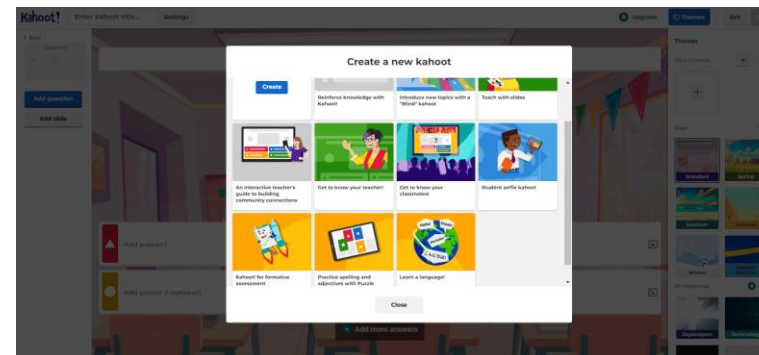 Kahoot!
Enter kahoot title...
Settings
Upgrade
Themes
Exit
Add question
Add slide
Create a new kahoot
Create
Reinforce knowledge with
Kahoot!
Introduce new topics with a
"Blind" kahoot
Teach with slides
An interactive teacher's
guide to building
community connections
Get to know your teacher!
Get to know your
classmates!
Student selfie kahoot
Kahoot! for formative
assessment
Practice spelling and
adjectives with Puzzle
Learn a language!
Close
Add answer 1
Add answer 3 (optional)
Add more answers
Themes
Your themes
Standard
Spring
Summer
Winter
Professional
Skyscrapers
Technology